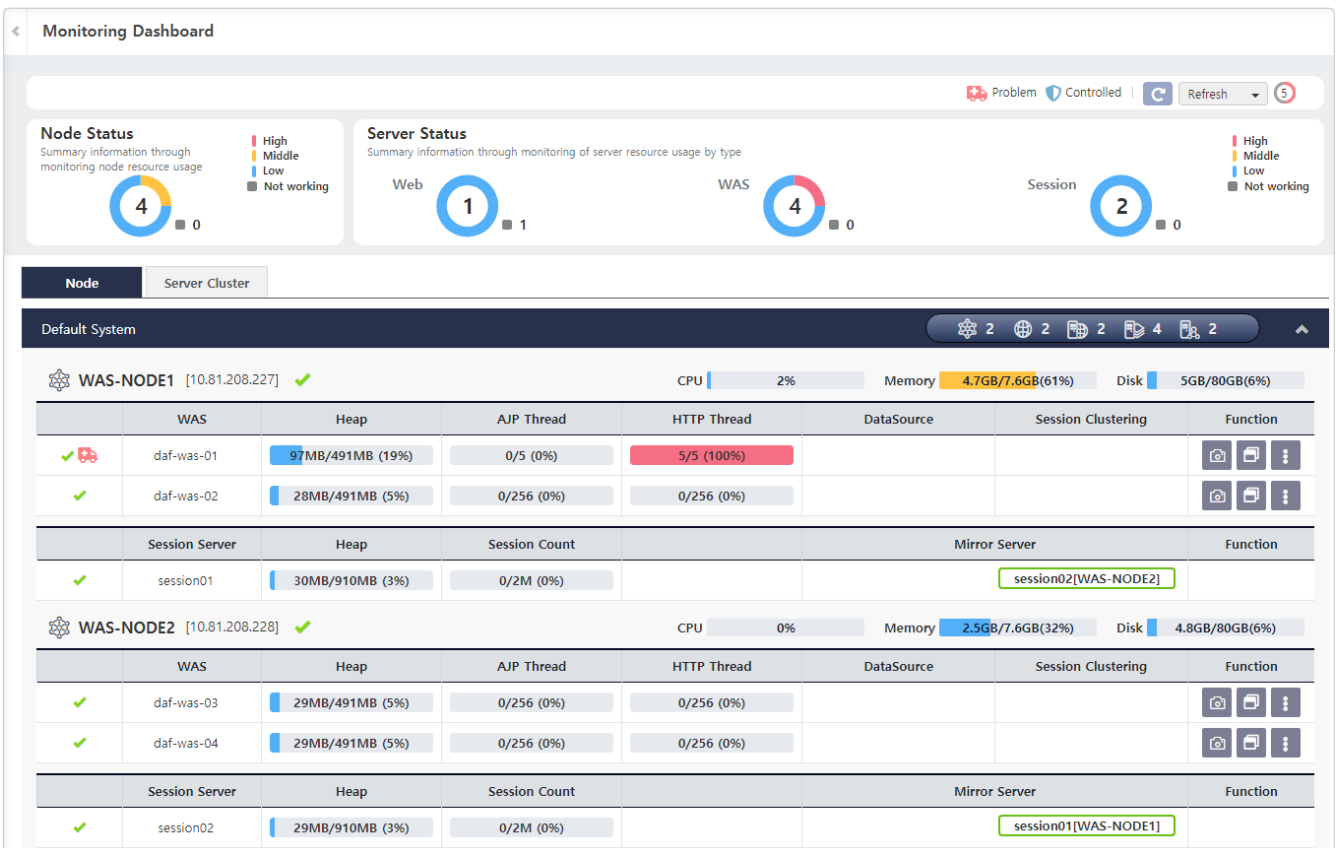 Monitoring Dashboard
Problem Controlled Refresh 5
Node Status
Summary information through
monitoring node resource usage
High
Middle
Low
Not working
4
0
Server Status
Summary information through monitoring of server resource usage by type
Web
1
1
WAS
4
0
Session
2
0
High
Middle
Low
Not working
Node Server Cluster
Default System 2 2 2 4 2
WAS-NODE1 [10.81.208.227] CPU 2% Memory 4.7GB/7.6GB(61%) Disk 5GB/80GB(6%)
WAS Heap AJP Thread HTTP Thread DataSource Session Clustering Function
daf-was-01 97MB/491MB (19%) 0/5 (0%) 5/5 (100%)
daf-was-02 28MB/491MB (5%) 0/256 (0%) 0/256 (0%)
Session Server Heap Session Count Mirror Server Function
session01 30MB/910MB (3%) 0/2M (0%) session02[WAS-NODE2]
WAS-NODE2 [10.81.208.228] CPU 0% Memory 2.5GB/7.6GB(32%) Disk 4.8GB/80GB(6%)
WAS Heap AJP Thread HTTP Thread DataSource Session Clustering Function
daf-was-03 29MB/491MB (5%) 0/256 (0%) 0/256 (0%)
daf-was-04 29MB/491MB (5%) 0/256 (0%) 0/256 (0%)
Session Server Heap Session Count Mirror Server Function
session02 29MB/910MB (3%) 0/2M (0%) session01[WAS-NODE1]